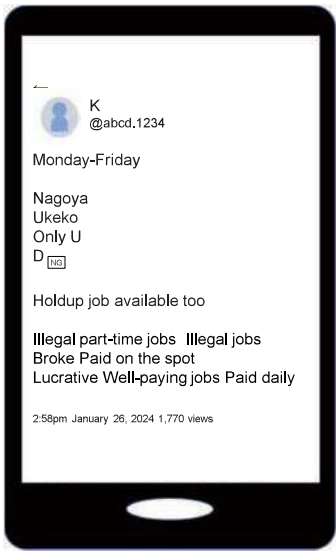 ←
K
@abcd.1234
Monday-Friday
Nagoya
Ukeko
Only U
D NG
Holdup job available too
Illegal part-time jobs Illegal jobs
Broke Paid on the spot
Lucrative Well-paying jobs Paid daily
2:58pm January 26, 2024 1,770 views